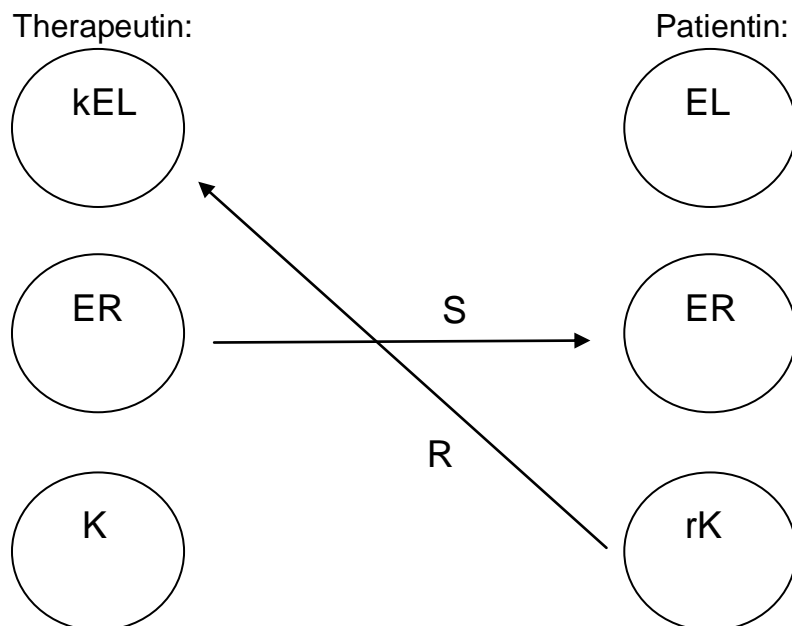 Therapeutin: Patientin:
kEL EL
ER S ER
R
K rK